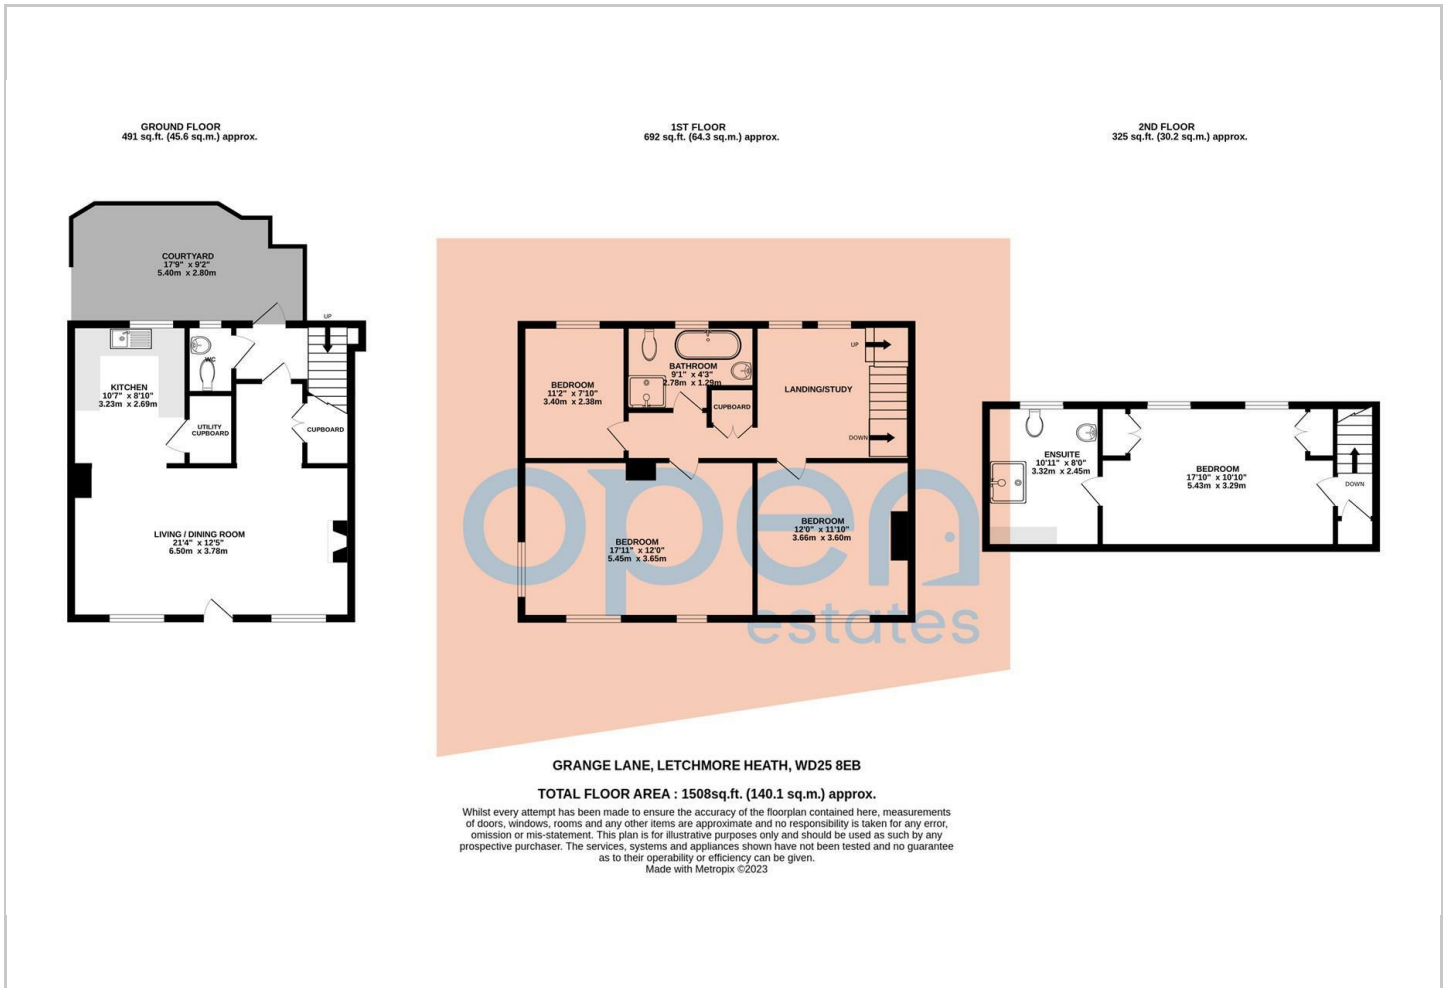 GROUND FLOOR
491 sq.ft. (45.6 sq.m.) approx.
1ST FLOOR
692 sq.ft. (64.3 sq.m.) approx.
2ND FLOOR
325 sq.ft. (30.2 sq.m.) approx.
COURTYARD
17'9" x 9'2"
5.40m x 2.80m
UP
WC
KITCHEN
10'7" x 8'10"
3.23m x 2.69m
UTILITY
CUPBOARD
CUPBOARD
LIVING / DINING ROOM
21'4" x 12'5"
6.50m x 3.78m
BEDROOM
11'2" x 7'10"
3.40m x 2.38m
BATHROOM
9'1" x 4'3"
2.78m x 1.29m
CUPBOARD
UP
LANDING/STUDY
DOWN
BEDROOM
17'11" x 12'0"
5.45m x 3.65m
BEDROOM
12'0" x 11'10"
3.66m x 3.60m
open
estates
ENSUITE
10'11" x 8'0"
3.32m x 2.45m
BEDROOM
17'10" x 10'10"
5.43m x 3.29m
DOWN
GRANGE LANE, LETCHMORE HEATH, WD25 8EB
TOTAL FLOOR AREA : 1508sq.ft. (140.1 sq.m.) approx.
Whilst every attempt has been made to ensure the accuracy of the floorplan contained here, measurements
of doors, windows, rooms and any other items are approximate and no responsibility is taken for any error,
omission or mis-statement. This plan is for illustrative purposes only and should be used as such by any
prospective purchaser. The services, systems and appliances shown have not been tested and no guarantee
as to their operability or efficiency can be given.
Made with Metropix ©2023